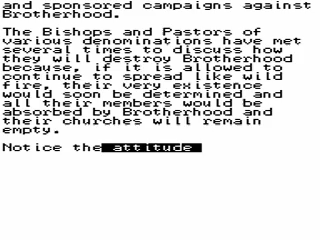 and sponsored campaigns against
Brotherhood.
The Bishops and Pastors of
various denominations have met
several times to discuss how
they will destroy Brotherhood
because, if it is allowed to
continue to spread like wild
fire, their very existence
would soon be determined and
all their members would be
absorbed by Brotherhood and
their churches will remain
empty.
Notice the attitude